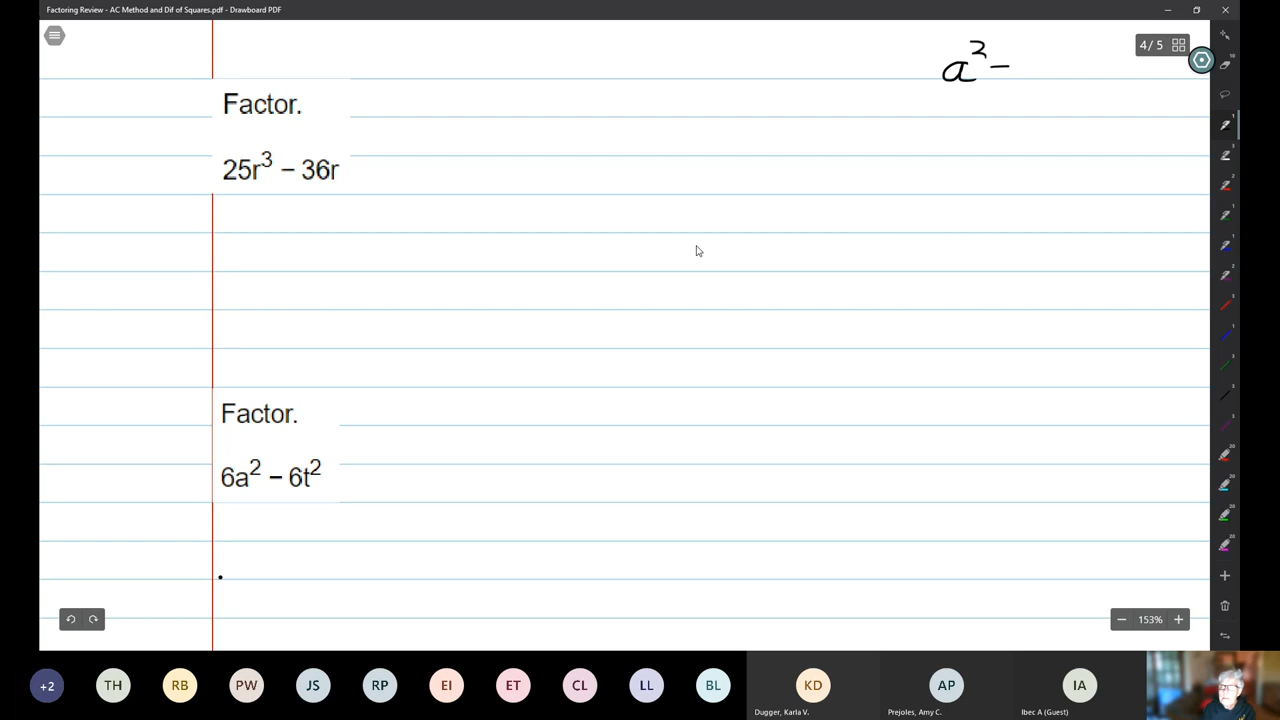 Factoring Review - AC Method and Dif of Squares.pdf - Drawboard PDF
4 / 5
a² −
Factor.
25r³ − 36r
Factor.
6a² − 6t²
153%
+2 TH RB PW JS RP EI ET CL LL BL KD AP IA
Dugger, Karla V. Prejoles, Amy C. Ibec A (Guest)